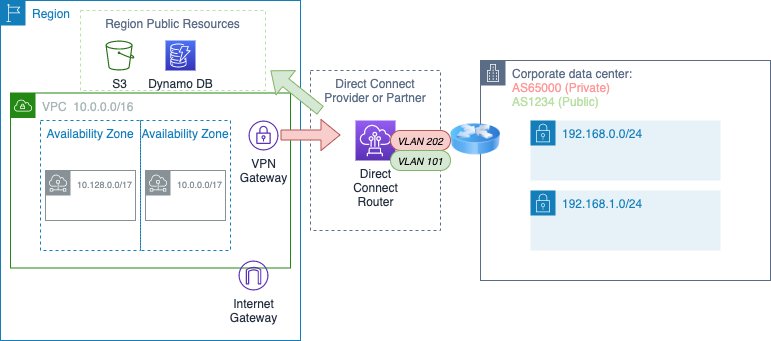 Region
Region Public Resources
S3
Dynamo DB
VPC 10.0.0.0/16
Availability Zone
Availability Zone
10.128.0.0/17
10.0.0.0/17
VPN
Gateway
Internet
Gateway
Direct Connect
Provider or Partner
VLAN 202
VLAN 101
Direct
Connect
Router
Corporate data center:
AS65000 (Private)
AS1234 (Public)
192.168.0.0/24
192.168.1.0/24